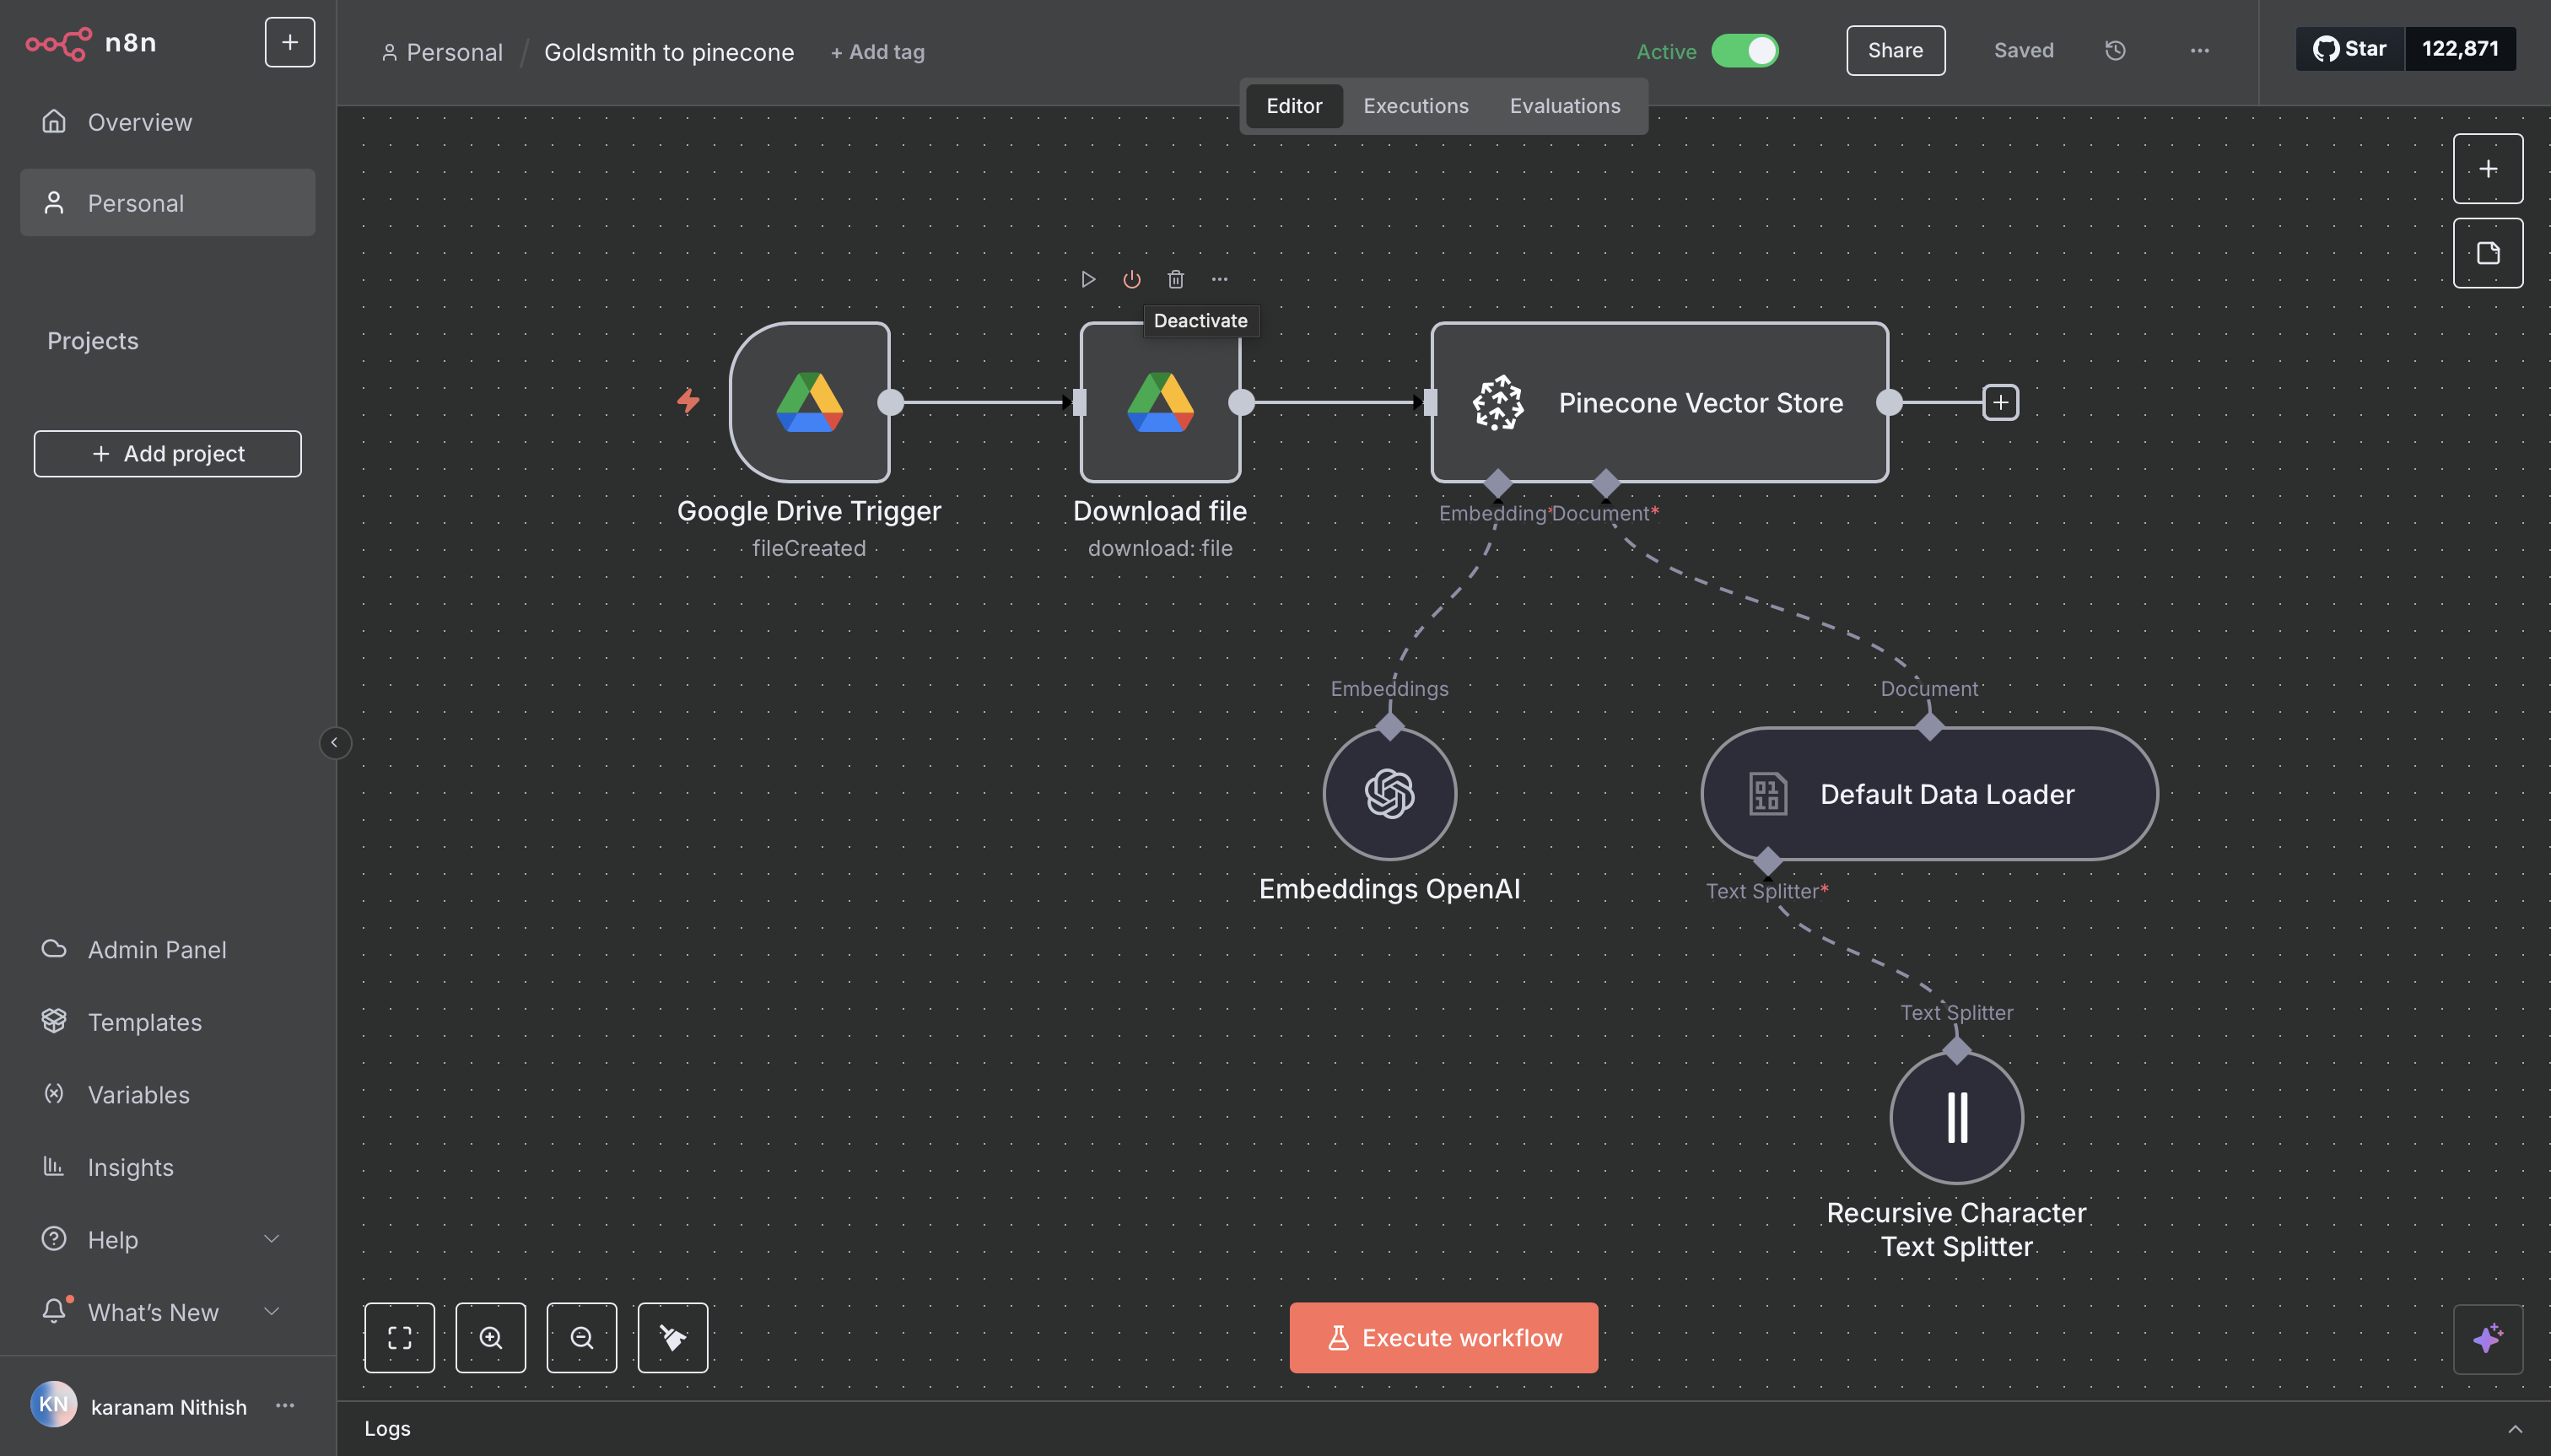 n8n
Personal / Goldsmith to pinecone + Add tag
Active
Share
Saved
Star 122,871
Editor Executions Evaluations
Overview
Personal
Projects
+ Add project
Deactivate
Google Drive Trigger
fileCreated
Download file
download: file
Pinecone Vector Store
Embedding* Document*
Embeddings
Document
Embeddings OpenAI
01
10
Default Data Loader
Text Splitter*
Text Splitter
Recursive Character
Text Splitter
Admin Panel
Templates
Variables
Insights
Help
What’s New
KN karanam Nithish
Execute workflow
Logs